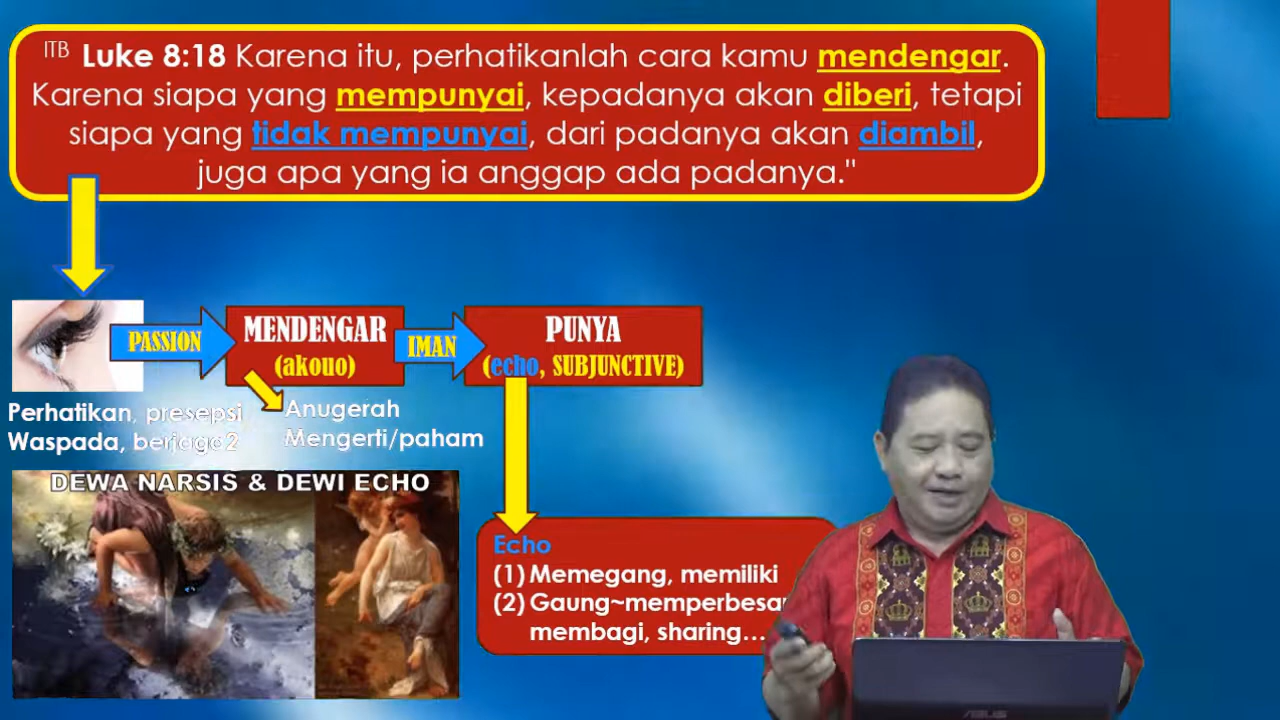 ITB Luke 8:18 Karena itu, perhatikanlah cara kamu mendengar.
Karena siapa yang mempunyai, kepadanya akan diberi, tetapi
siapa yang tidak mempunyai, dari padanya akan diambil,
juga apa yang ia anggap ada padanya."
PASSION
MENDENGAR
(akouo)
IMAN
PUNYA
(echo, SUBJUNCTIVE)
Perhatikan, presepsi
Waspada, berjaga2
Anugerah
Mengerti/paham
DEWA NARSIS & DEWI ECHO
Echo
(1) Memegang, memiliki
(2) Gaung~memperbesar
membagi, sharing...
ASUS